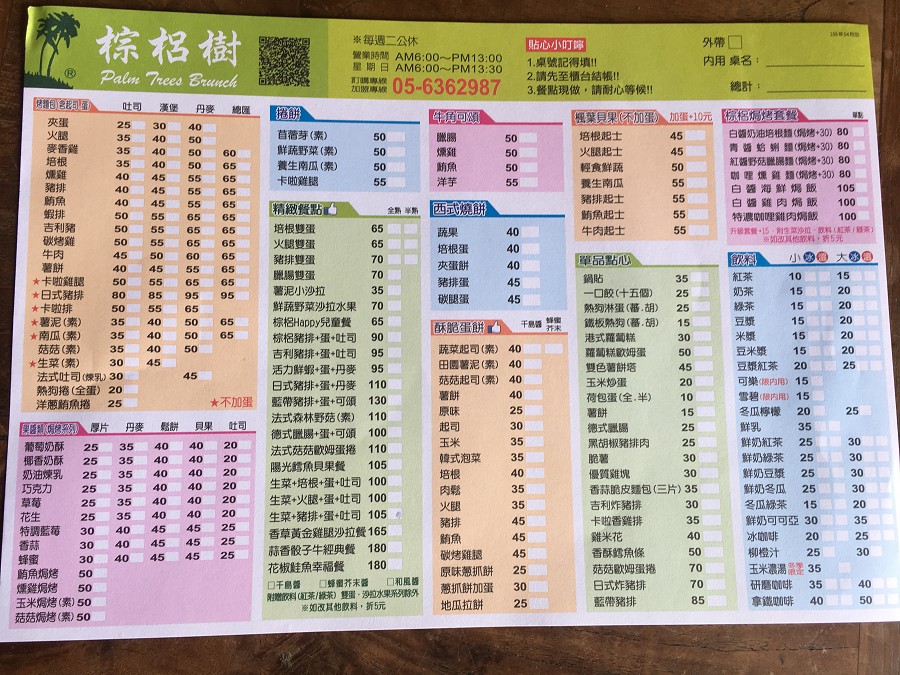 棕梠樹
®
Palm Trees Brunch
※每週二公休
營業時間 AM6:00～PM13:00
星期日 AM6:00～PM13:30
訂購專線
加盟專線 05-6362987
貼心小叮嚀
1.桌號記得填!!
2.請先至櫃台結帳!!
3.餐點現做，請耐心等候!!
外帶
內用 桌名：
總計：
烤麵包 含起司.蛋 吐司 漢堡 丹麥 總匯
夾蛋 25 30 40
火腿 35 40 50
麥香雞 35 40 50 60
培根 35 40 50 65
燻雞 40 45 55 65
豬排 40 45 55 65
鮪魚 40 45 55 65
蝦排 50 55 65 65
吉利豬 50 55 65 65
碳烤雞 50 55 65 65
牛肉 45 50 60 65
薯餅 40 45 55 65
★卡啦雞腿 50 55 65 65
★日式豬排 80 85 95 95
★卡啦排 50 55 65
★薯泥(素) 35 40 50 65
★南瓜(素) 35 40 50 65
菇菇(素) 35 40 50
★生菜(素) 30
法式吐司(煉乳) 30 45
熱狗捲(全蛋) 20
洋蔥鮪魚捲 25
★不加蛋
果醬類(焗烤系列) 厚片 丹麥 鬆餅 貝果 吐司
葡萄奶酥 25 35 40 40 20
椰香奶酥 25 35 40 40 20
奶油煉乳 25 35 40 40 20
巧克力 25 35 40 40 20
草莓 25 35 40 40 20
花生 25 35 40 40 20
特調藍莓 30 40 45 45 25
香蒜 30 40 45 45 25
蜂蜜 30 40 45 45 25
鮪魚焗烤 50
燻雞焗烤 50
玉米焗烤(素) 50
菇菇焗烤(素) 50
捲餅
苜蓿芽(素) 50
鮮蔬野菜(素) 50
養生南瓜(素) 50
卡啦雞腿 55
精緻餐點 全熟 半熟
培根雙蛋 65
火腿雙蛋 65
豬排雙蛋 70
臘腸雙蛋 70
薯泥小沙拉 35
鮮蔬野菜沙拉水果 70
棕梠Happy兒童餐 65
棕梠豬排+蛋+吐司 90
吉利豬排+蛋+吐司 95
活力鮮蝦+蛋+丹麥 95
日式豬排+蛋+丹麥 110
藍帶豬排+蛋+可頌 130
法式森林野菇(素) 110
德式臘腸+蛋+可頌 100
法式菇菇歐姆蛋捲 110
陽光鱈魚貝果餐 105
生菜+培根+蛋+吐司 100
生菜+火腿+蛋+吐司 100
生菜+豬排+蛋+吐司 105
香草黃金雞腿沙拉餐 165
蒜香骰子牛經典餐 180
花椒鮭魚幸福餐 180
□千島醬 □蜂蜜芥末醬 □和風醬
附贈飲料(紅茶/綠茶) 雙蛋、沙拉水果系列除外
※如改其他飲料，折5元
牛角可頌
臘腸 50
燻雞 50
鮪魚 50
洋芋 55
西式燒餅
蔬果 40
培根蛋 40
夾蛋餅 40
豬排蛋 45
碳腿蛋 45
酥脆蛋餅 千島醬 蜂蜜芥末
蔬菜起司(素) 40
田園薯泥(素) 40
菇菇起司(素) 40
薯餅 40
原味 25
起司 30
玉米 35
韓式泡菜 35
培根 40
肉鬆 35
火腿 35
豬排 45
鮪魚 45
碳烤雞腿 45
原味蔥抓餅 25
蔥抓餅加蛋 30
地瓜拉餅 25
楓葉貝果(不加蛋) 加蛋+10元
培根起士 45
火腿起士 45
輕食鮮蔬 50
養生南瓜 55
豬排起士 55
鮪魚起士 55
牛肉起士 55
單品點心
鍋貼 35
一口餃(十五個) 25
熱狗淋蛋(蕃.胡) 25
鐵板熱狗(蕃.胡) 15
港式蘿蔔糕 30
蘿蔔糕歐姆蛋 50
雙色薯餅塔 45
玉米炒蛋 20
荷包蛋(全.半) 10
薯餅 15
德式臘腸 25
黑胡椒豬排肉 25
脆薯 30
優質雞塊 30
香蒜脆皮麵包(三片) 35
吉利炸豬排 30
卡啦香雞排 35
雞米花 40
香酥鱈魚條 50
菇菇歐姆蛋捲 70
日式炸豬排 70
藍帶豬排 85
棕梠焗烤套餐 單點
白醬奶油培根麵(焗烤+30) 80
青醬蛤蜊麵(焗烤+30) 80
紅醬野菇臘腸麵(焗烤+30) 80
咖哩燻雞麵(焗烤+30) 80
白醬海鮮焗飯 105
白醬雞肉焗飯 100
特濃咖哩雞肉焗飯 100
升級套餐+15，附生菜沙拉、飲料(紅茶/綠茶)
※如改其他飲料，折5元
飲料 小 冰 溫 大 冰 溫
紅茶 10 15
奶茶 15 20
綠茶 15 20
豆漿 15 20
米漿 15 20
豆米漿 15 20
豆漿紅茶 20 25
可樂(限內用) 15
雪碧(限內用) 15
冬瓜檸檬 20 25
鮮乳 35
鮮奶紅茶 25 30
鮮奶綠茶 25 30
鮮奶豆漿 25 30
鮮奶冬瓜 25 30
冬瓜綠茶 15 20
鮮奶可可亞 30 35
冰咖啡 15 20
柳橙汁 25 30
玉米濃湯 冬季限定 35
研磨咖啡 35 40
拿鐵咖啡 40 50